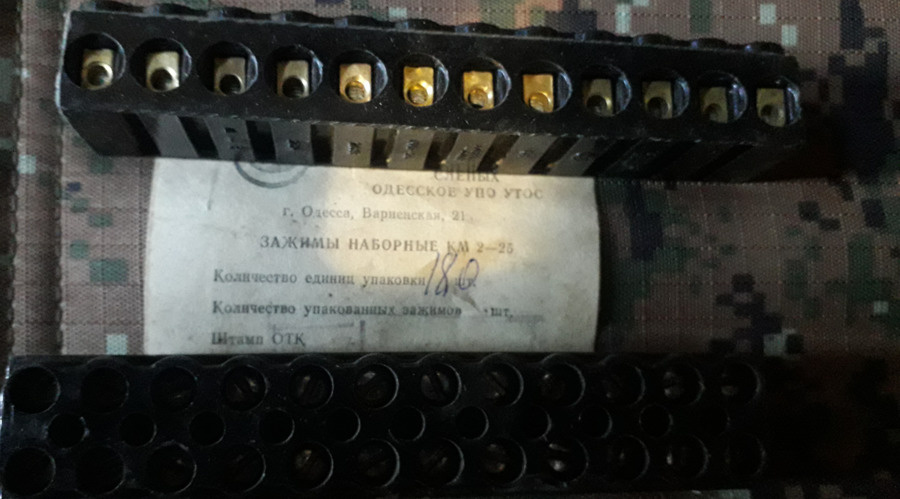 СЛЕПЫХ
ОДЕССКОЕ УПО УТОС
г. Одесса, Варненская, 21
ЗАЖИМЫ НАБОРНЫЕ КМ 2—25
Количество единиц упаковки 180
Количество упакованных зажимов шт.
Штамп ОТК